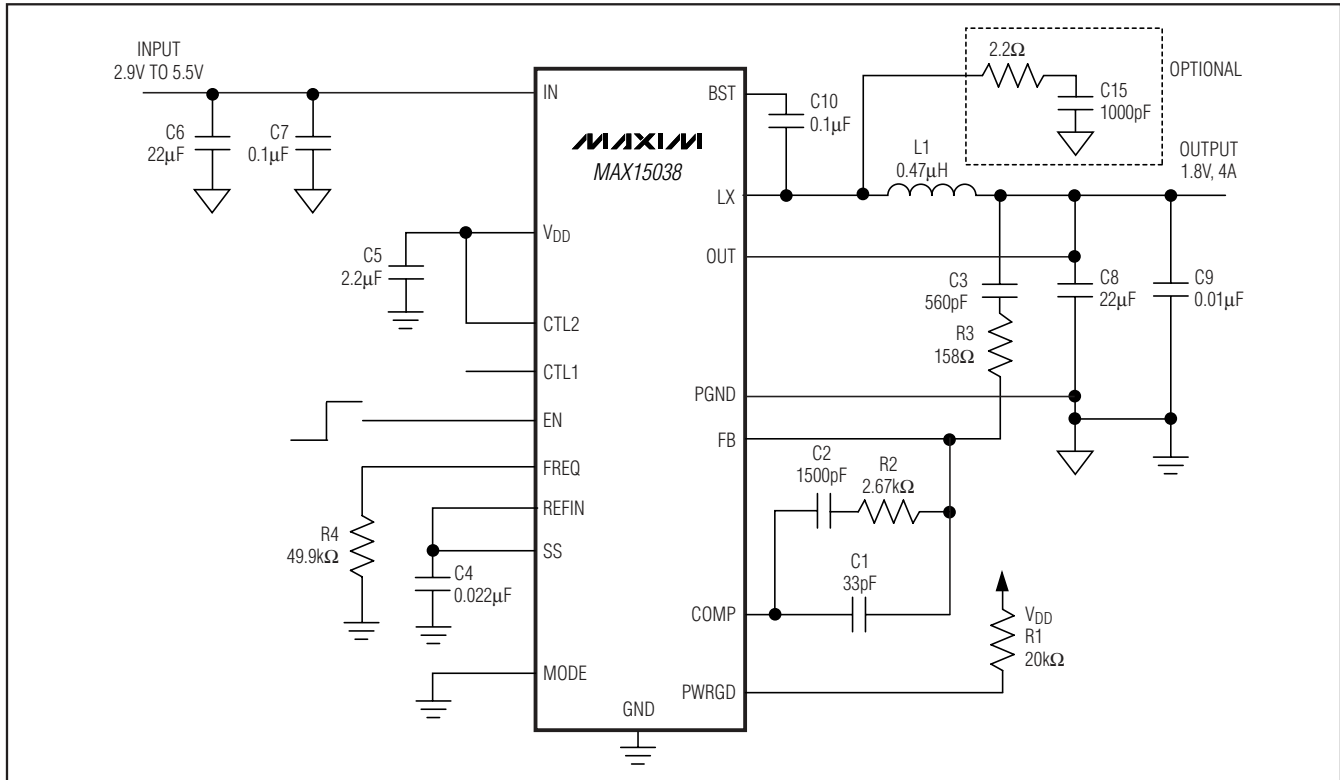 INPUT
2.9V TO 5.5V
C6
22µF
C7
0.1µF
IN
BST
C10
0.1µF
2.2Ω
C15
1000pF
OPTIONAL
MAXIM
MAX15038
L1
0.47µH
OUTPUT
1.8V, 4A
LX
VDD
C5
2.2µF
OUT
C3
560pF
C8
22µF
C9
0.01µF
CTL2
R3
158Ω
CTL1
PGND
EN
FB
FREQ
C2
1500pF
R2
2.67kΩ
REFIN
R4
49.9kΩ
SS
C4
0.022µF
C1
33pF
COMP
VDD
R1
20kΩ
MODE
PWRGD
GND